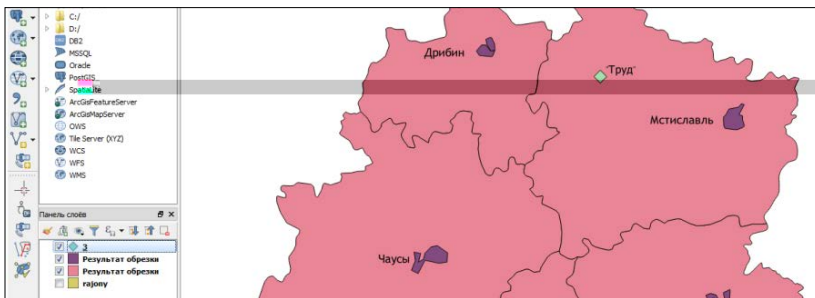 C:/
D:/
DB2
MSSQL
Oracle
PostGIS
SpatiaLite
ArcGisFeatureServer
ArcGisMapServer
OWS
Tile Server (XYZ)
WCS
WFS
WMS
Панель слоёв
3
Результат обрезки
Результат обрезки
rajony
Дрибин
"Труд"
Мстиславль
Чаусы